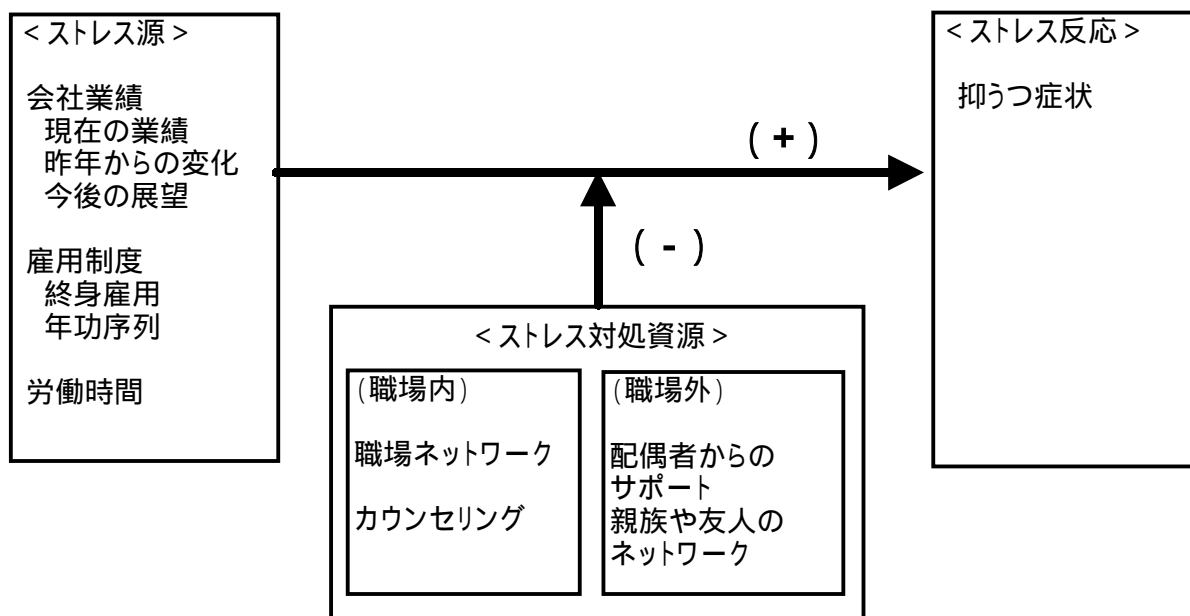 <ストレス源>
会社業績
現在の業績
昨年からの変化
今後の展望
雇用制度
終身雇用
年功序列
労働時間
(+)
(-)
<ストレス反応>
抑うつ症状
<ストレス対処資源>
(職場内)
職場ネットワーク
カウンセリング
(職場外)
配偶者からの
サポート
親族や友人の
ネットワーク